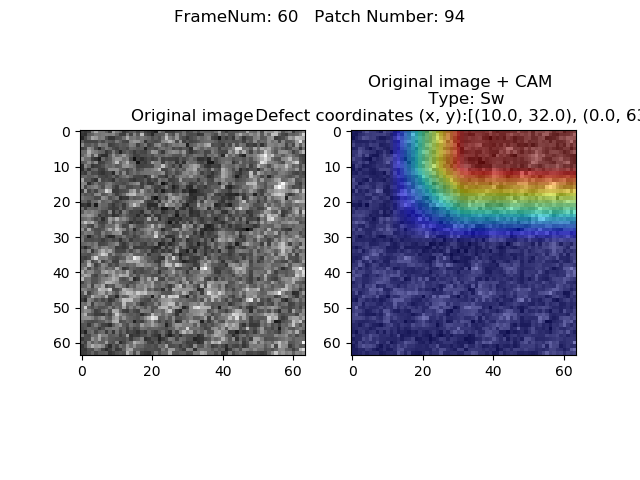 FrameNum: 60   Patch Number: 94
Original image + CAM
Type: Sw
Original image
Defect coordinates (x, y):[(10.0, 32.0), (0.0, 63
0
10
20
30
40
50
60
0 20 40 60
0
10
20
30
40
50
60
0 20 40 60